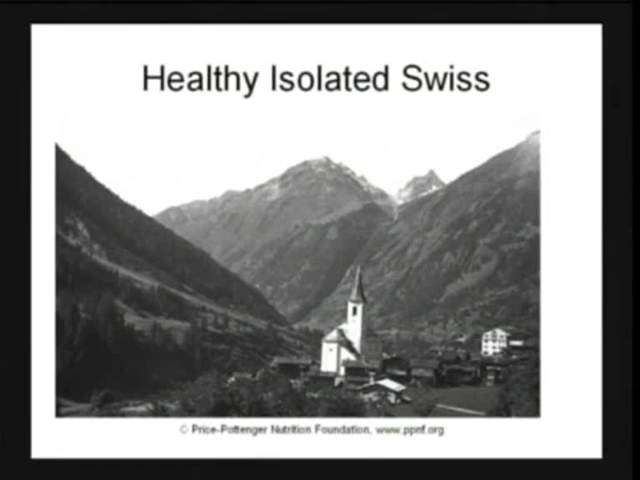 Healthy Isolated Swiss
© Price-Pottenger Nutrition Foundation, www.ppnf.org